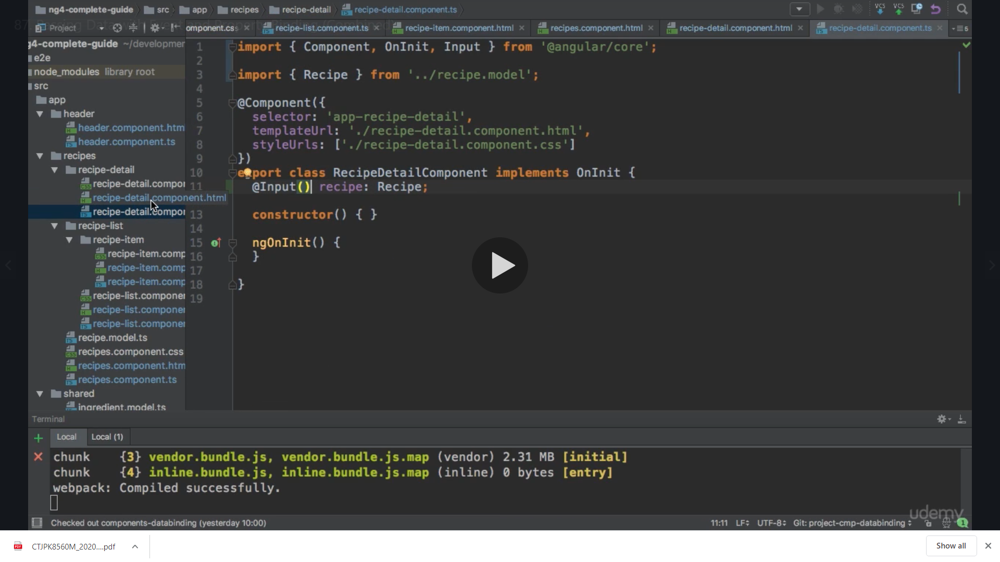 ng4-complete-guide src app recipes recipe-detail recipe-detail.component.ts
Project
omponent.css recipe-list.component.ts recipe-item.component.html recipes.component.html recipe-detail.component.html recipe-detail.component.ts 5
g4-complete-guide ~/developmen
e2e
node_modules library root
src
app
header
header.component.htm
header.component.ts
recipes
recipe-detail
recipe-detail.compor
recipe-detail.component.html
recipe-detail.compor
recipe-list
recipe-item
recipe-item.comp
recipe-item.comp
recipe-item.comp
recipe-list.componer
recipe-list.componer
recipe-list.componer
recipe.model.ts
recipes.component.css
recipes.component.htm
recipes.component.ts
shared
ingredient.model.ts
1 import { Component, OnInit, Input } from '@angular/core';
2
3 import { Recipe } from '../recipe.model';
4
5 @Component({
6 selector: 'app-recipe-detail',
7 templateUrl: './recipe-detail.component.html',
8 styleUrls: ['./recipe-detail.component.css']
9 })
10 export class RecipeDetailComponent implements OnInit {
11 @Input() recipe: Recipe;
13 constructor() { }
14
15 ngOnInit() {
16 }
17
18 }
19
Terminal
Local Local (1)
chunk {3} vendor.bundle.js, vendor.bundle.js.map (vendor) 2.31 MB [initial]
chunk {4} inline.bundle.js, inline.bundle.js.map (inline) 0 bytes [entry]
webpack: Compiled successfully.
udemy
Checked out components-databinding (yesterday 10:00) 11:11 LF UTF-8 Git: project-cmp-databinding 1
CTJPK8560M_2020....pdf Show all